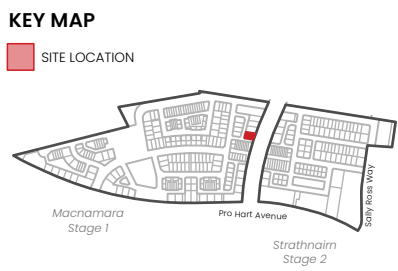 KEY MAP
SITE LOCATION
Macnamara
Stage 1
Pro Hart Avenue
Sally Ross Way
Strathnairn
Stage 2